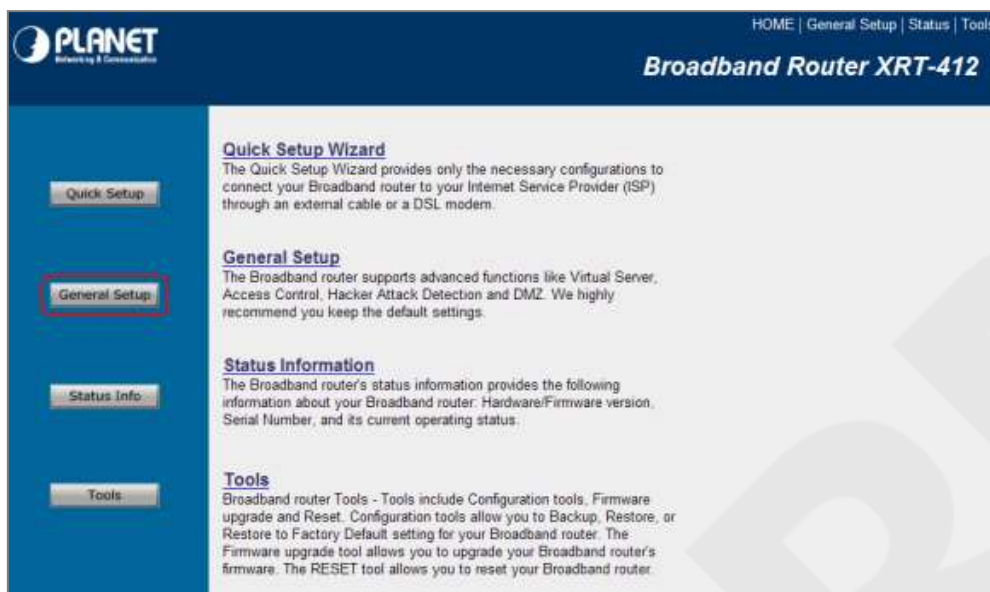 PLANET
Networking & Communication
HOME | General Setup | Status | Tools
Broadband Router XRT-412
Quick Setup
General Setup
Status Info
Tools
Quick Setup Wizard
The Quick Setup Wizard provides only the necessary configurations to
connect your Broadband router to your Internet Service Provider (ISP)
through an external cable or a DSL modem.
General Setup
The Broadband router supports advanced functions like Virtual Server,
Access Control, Hacker Attack Detection and DMZ. We highly
recommend you keep the default settings.
Status Information
The Broadband router's status information provides the following
information about your Broadband router: Hardware/Firmware version,
Serial Number, and its current operating status.
Tools
Broadband router Tools - Tools include Configuration tools, Firmware
upgrade and Reset. Configuration tools allow you to Backup, Restore, or
Restore to Factory Default setting for your Broadband router. The
Firmware upgrade tool allows you to upgrade your Broadband router's
firmware. The RESET tool allows you to reset your Broadband router.